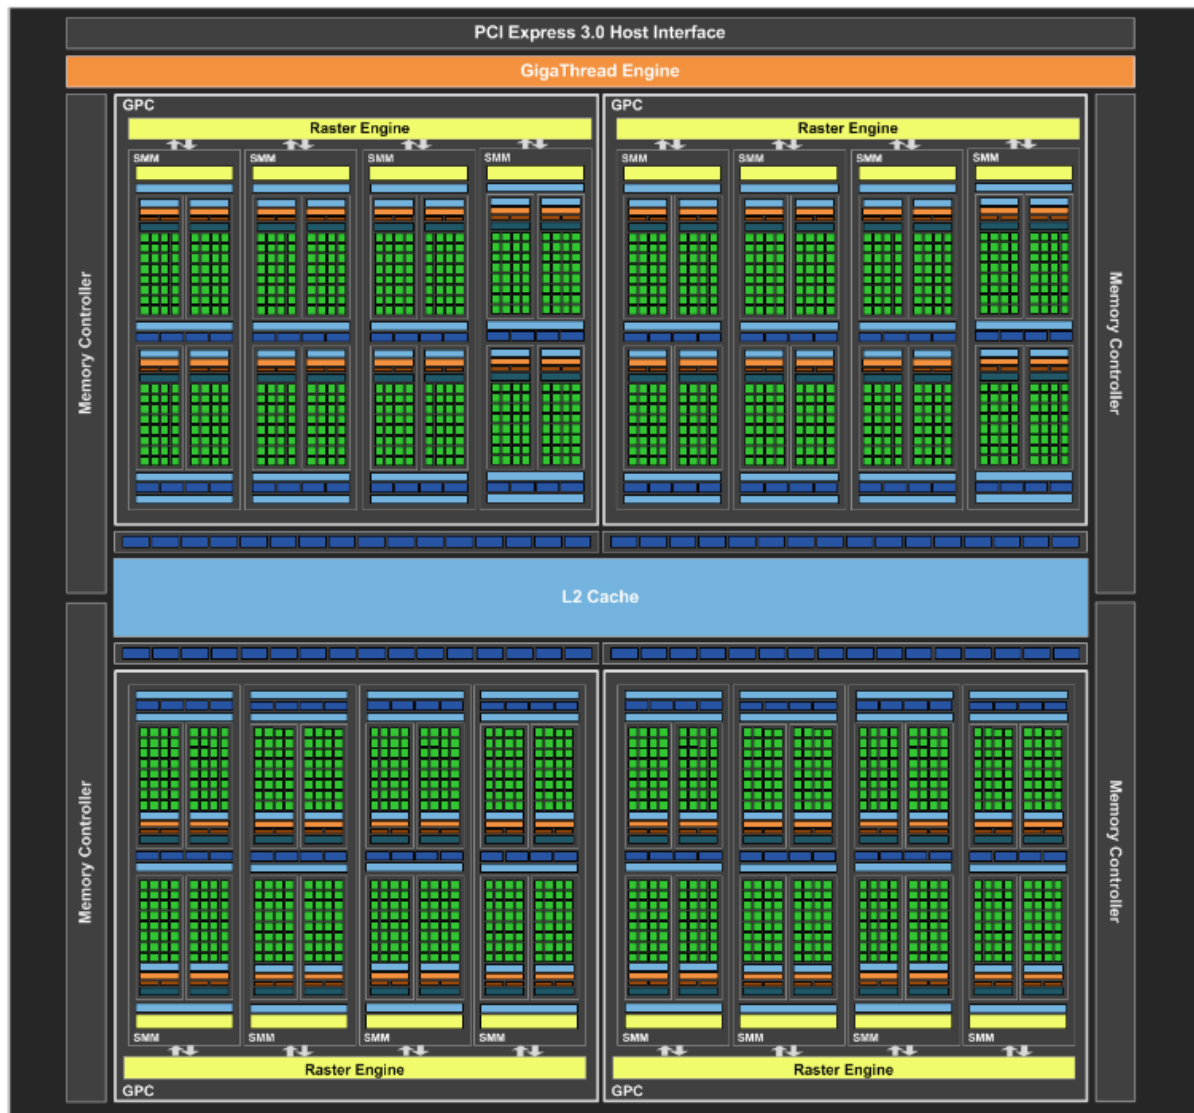 PCI Express 3.0 Host Interface
GigaThread Engine
GPC
GPC
Raster Engine
Raster Engine
SMM
SMM
SMM
SMM
SMM
SMM
SMM
SMM
Memory Controller
Memory Controller
L2 Cache
Memory Controller
Memory Controller
SMM
SMM
SMM
SMM
SMM
SMM
SMM
SMM
Raster Engine
Raster Engine
GPC
GPC